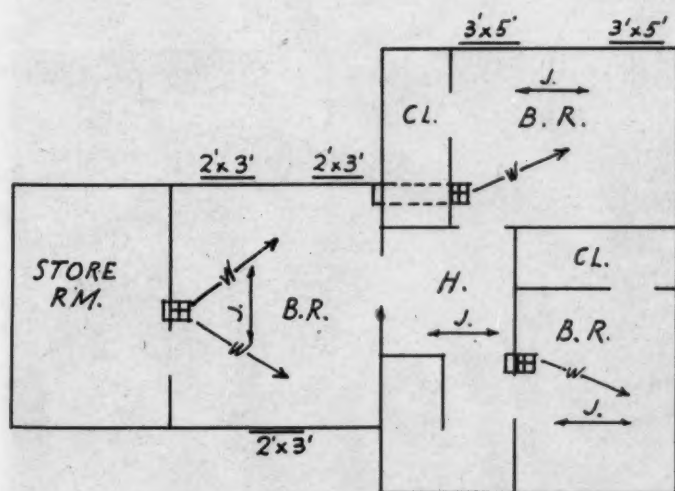 3'x5'
3'x5'
J.
CL.
B.R.
W
2'x3'
2'x3'
STORE
RM.
W
J.
B.R.
W
H.
J.
CL.
B.R.
W
J.
2'x3'